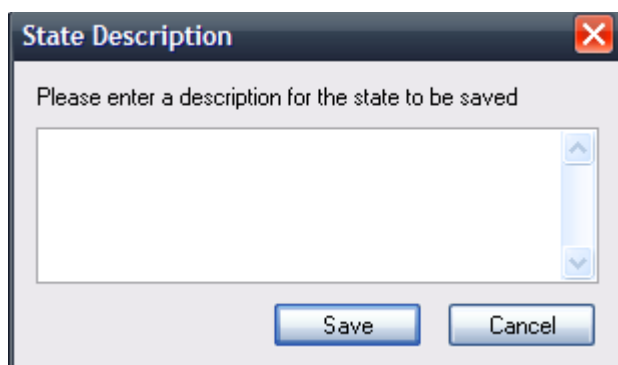 State Description
Please enter a description for the state to be saved
Save
Cancel